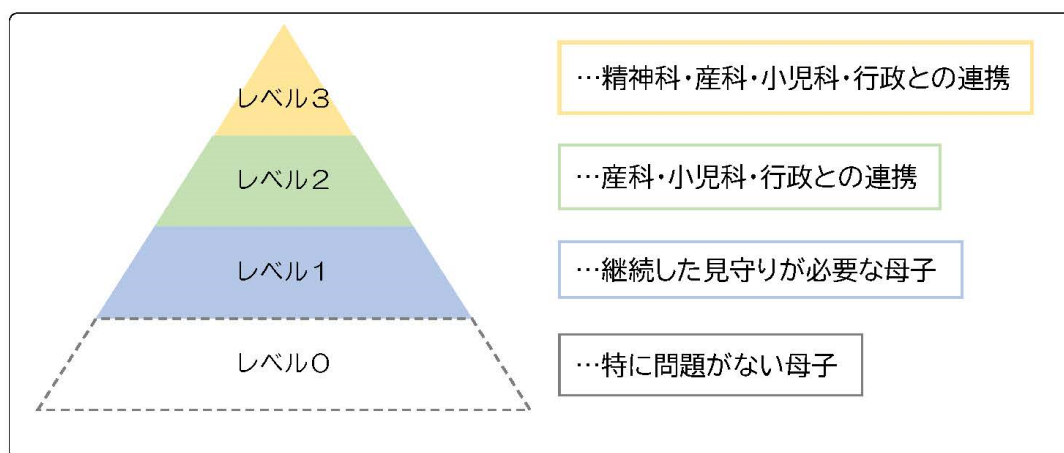 レベル3
…精神科・産科・小児科・行政との連携
レベル2
…産科・小児科・行政との連携
レベル1
…継続した見守りが必要な母子
レベル0
…特に問題がない母子